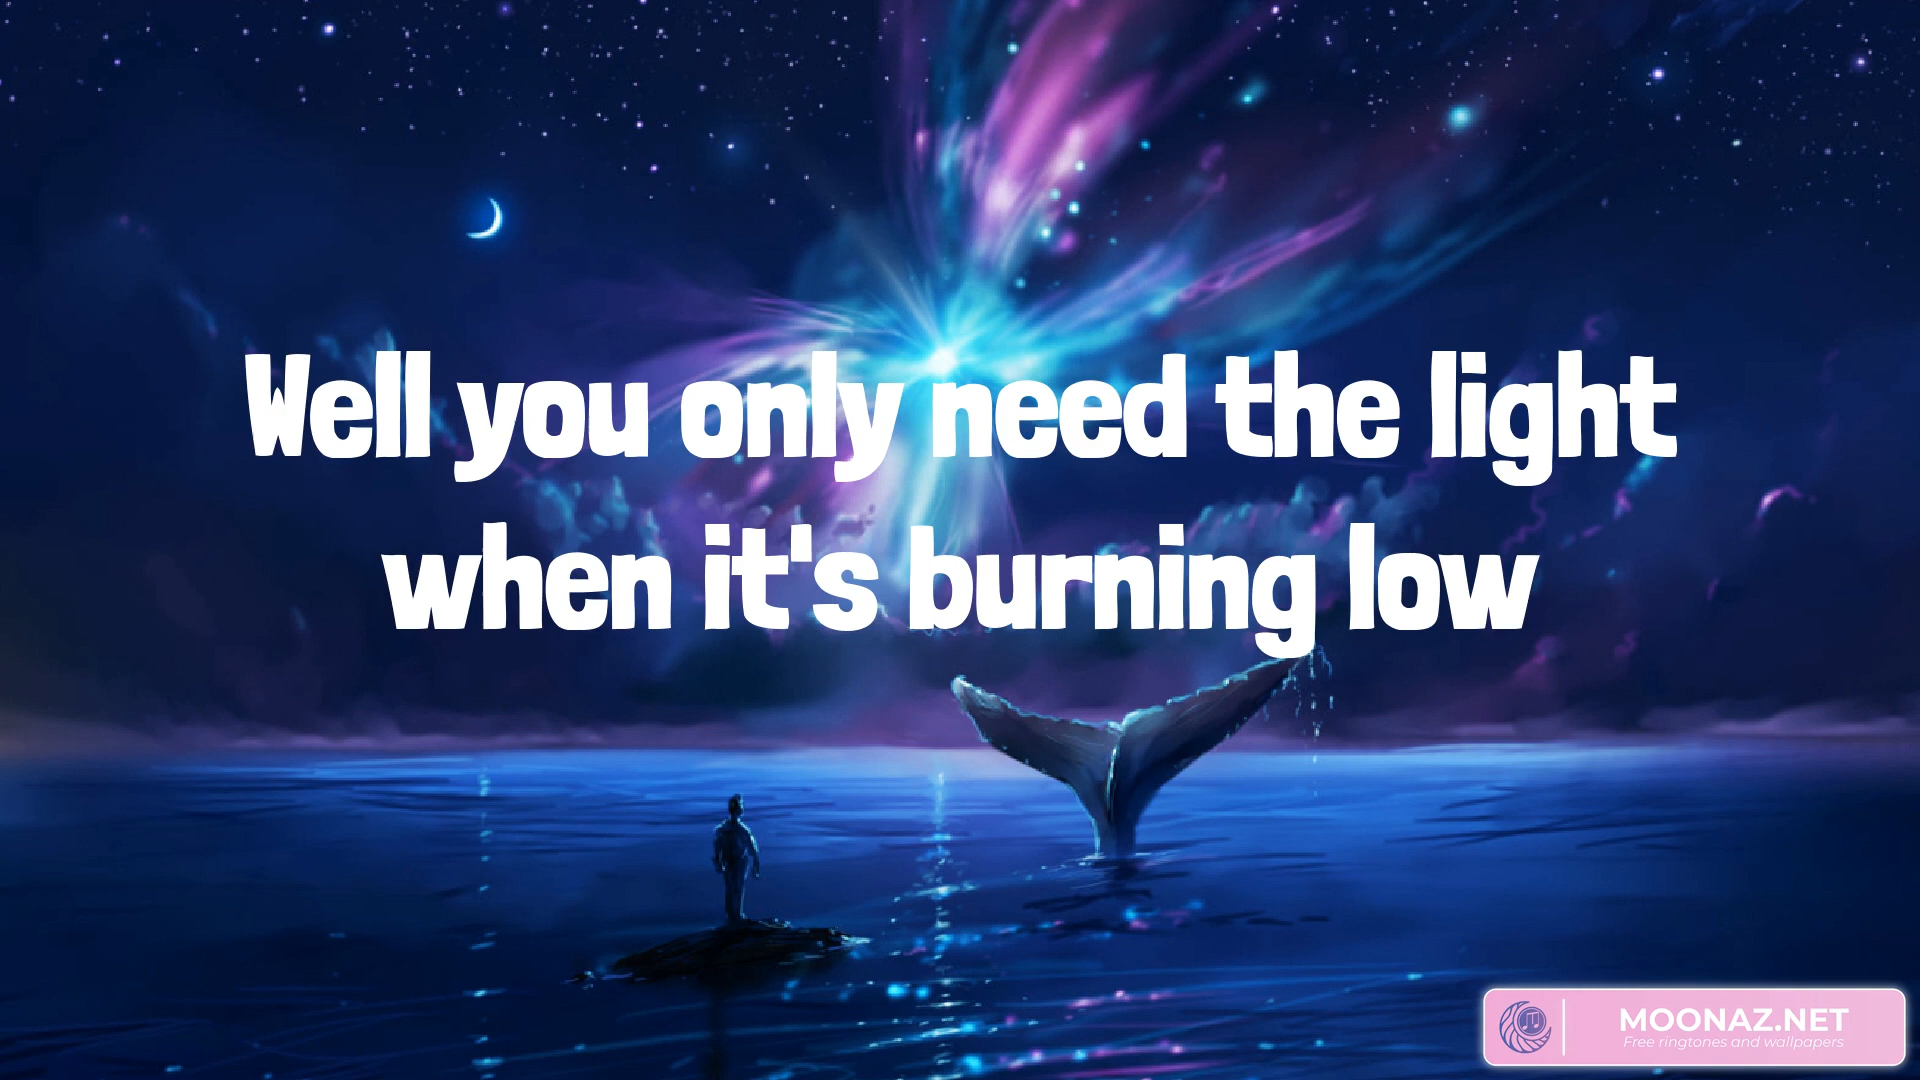 Well you only need the light
when it's burning low
MOONAZ.NET
Free ringtones and wallpapers